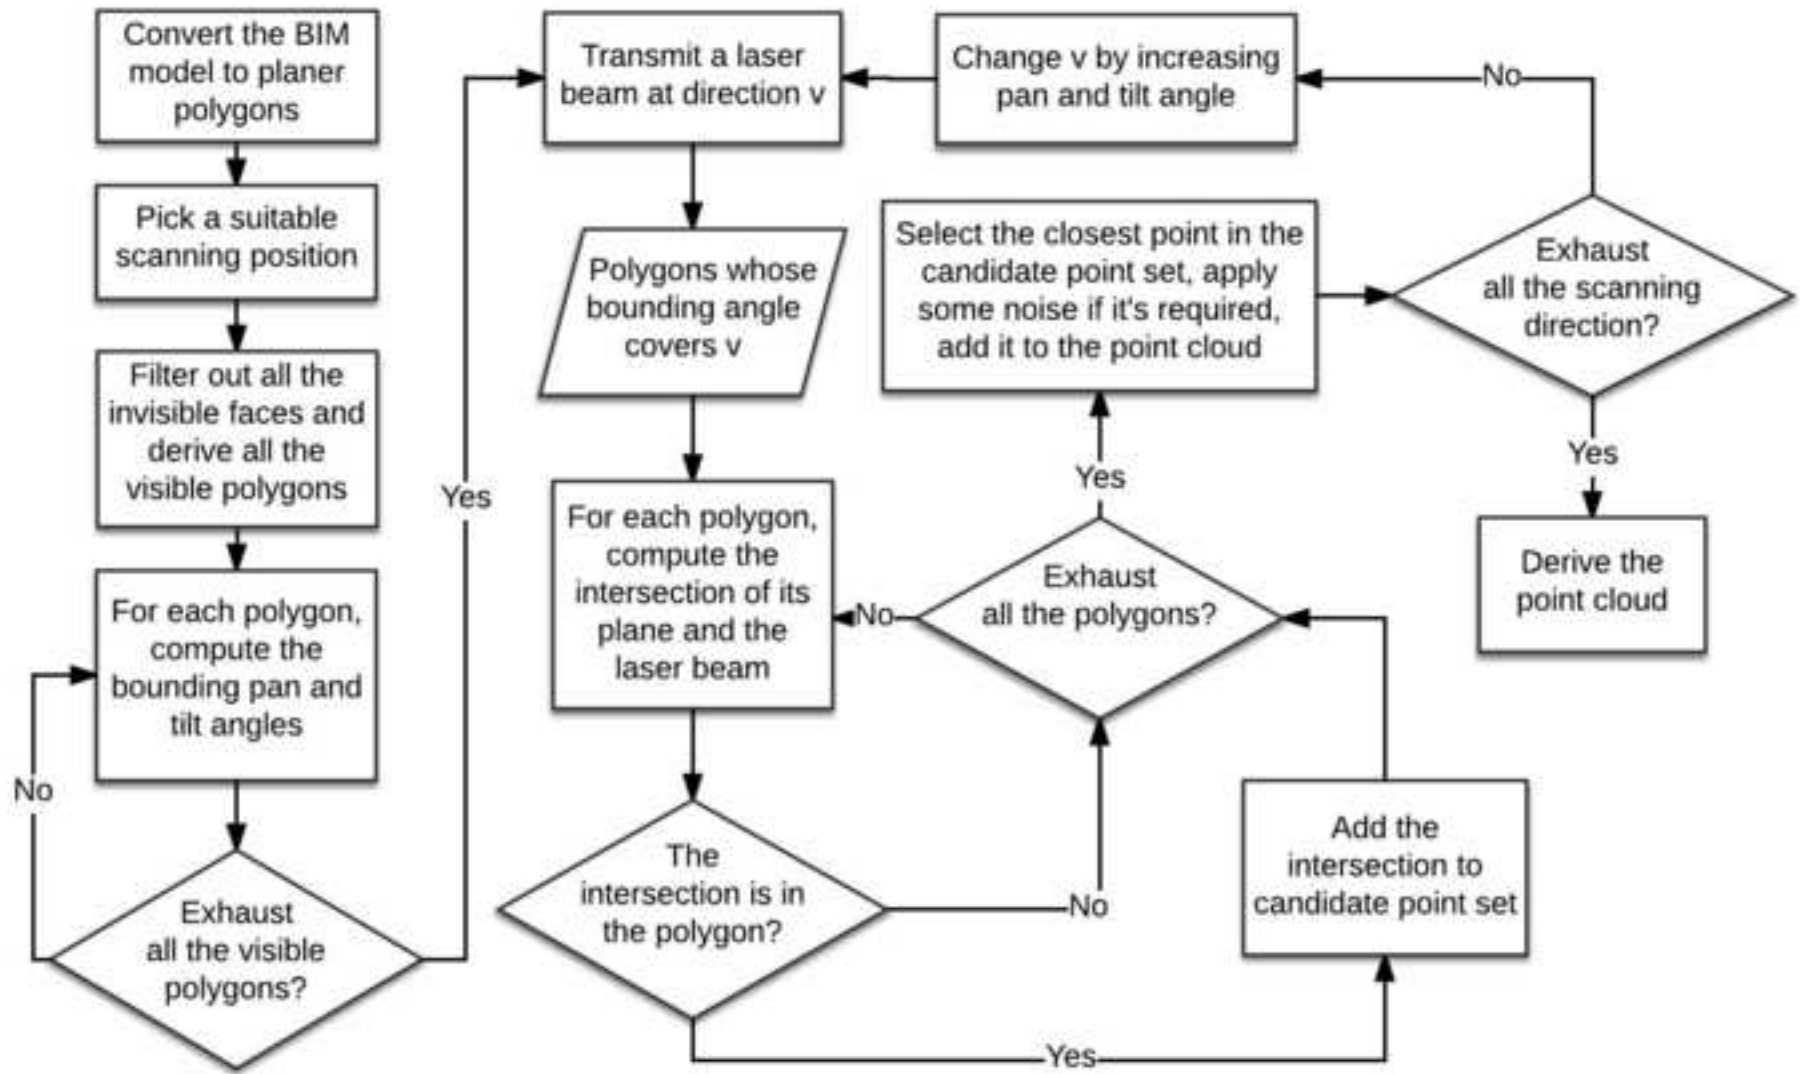 Convert the BIM
model to planer
polygons
Pick a suitable
scanning position
Filter out all the
invisible faces and
derive all the
visible polygons
For each polygon,
compute the
bounding pan and
tilt angles
No
Exhaust
all the visible
polygons?
Yes
Transmit a laser
beam at direction v
Polygons whose
bounding angle
covers v
For each polygon,
compute the
intersection of its
plane and the
laser beam
The
intersection is in
the polygon?
No
Yes
Add the
intersection to
candidate point set
Exhaust
all the polygons?
No
Yes
Select the closest point in the
candidate point set, apply
some noise if it's required,
add it to the point cloud
Exhaust
all the scanning
direction?
No
Change v by increasing
pan and tilt angle
Yes
Derive the
point cloud